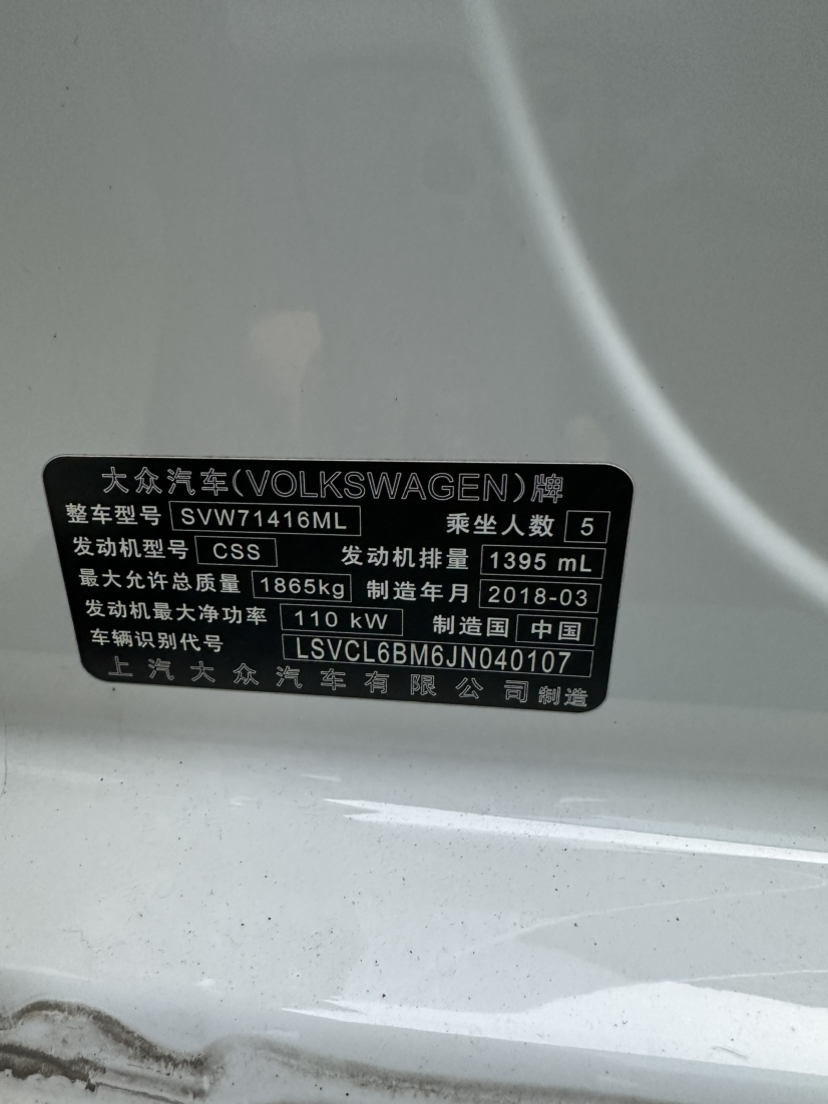 大众汽车(VOLKSWAGEN)牌
整车型号 SVW71416ML 乘坐人数 5
发动机型号 CSS 发动机排量 1395 mL
最大允许总质量 1865kg 制造年月 2018-03
发动机最大净功率 110 kW 制造国 中国
车辆识别代号 LSVCL6BM6JN040107
上汽大众汽车有限公司制造